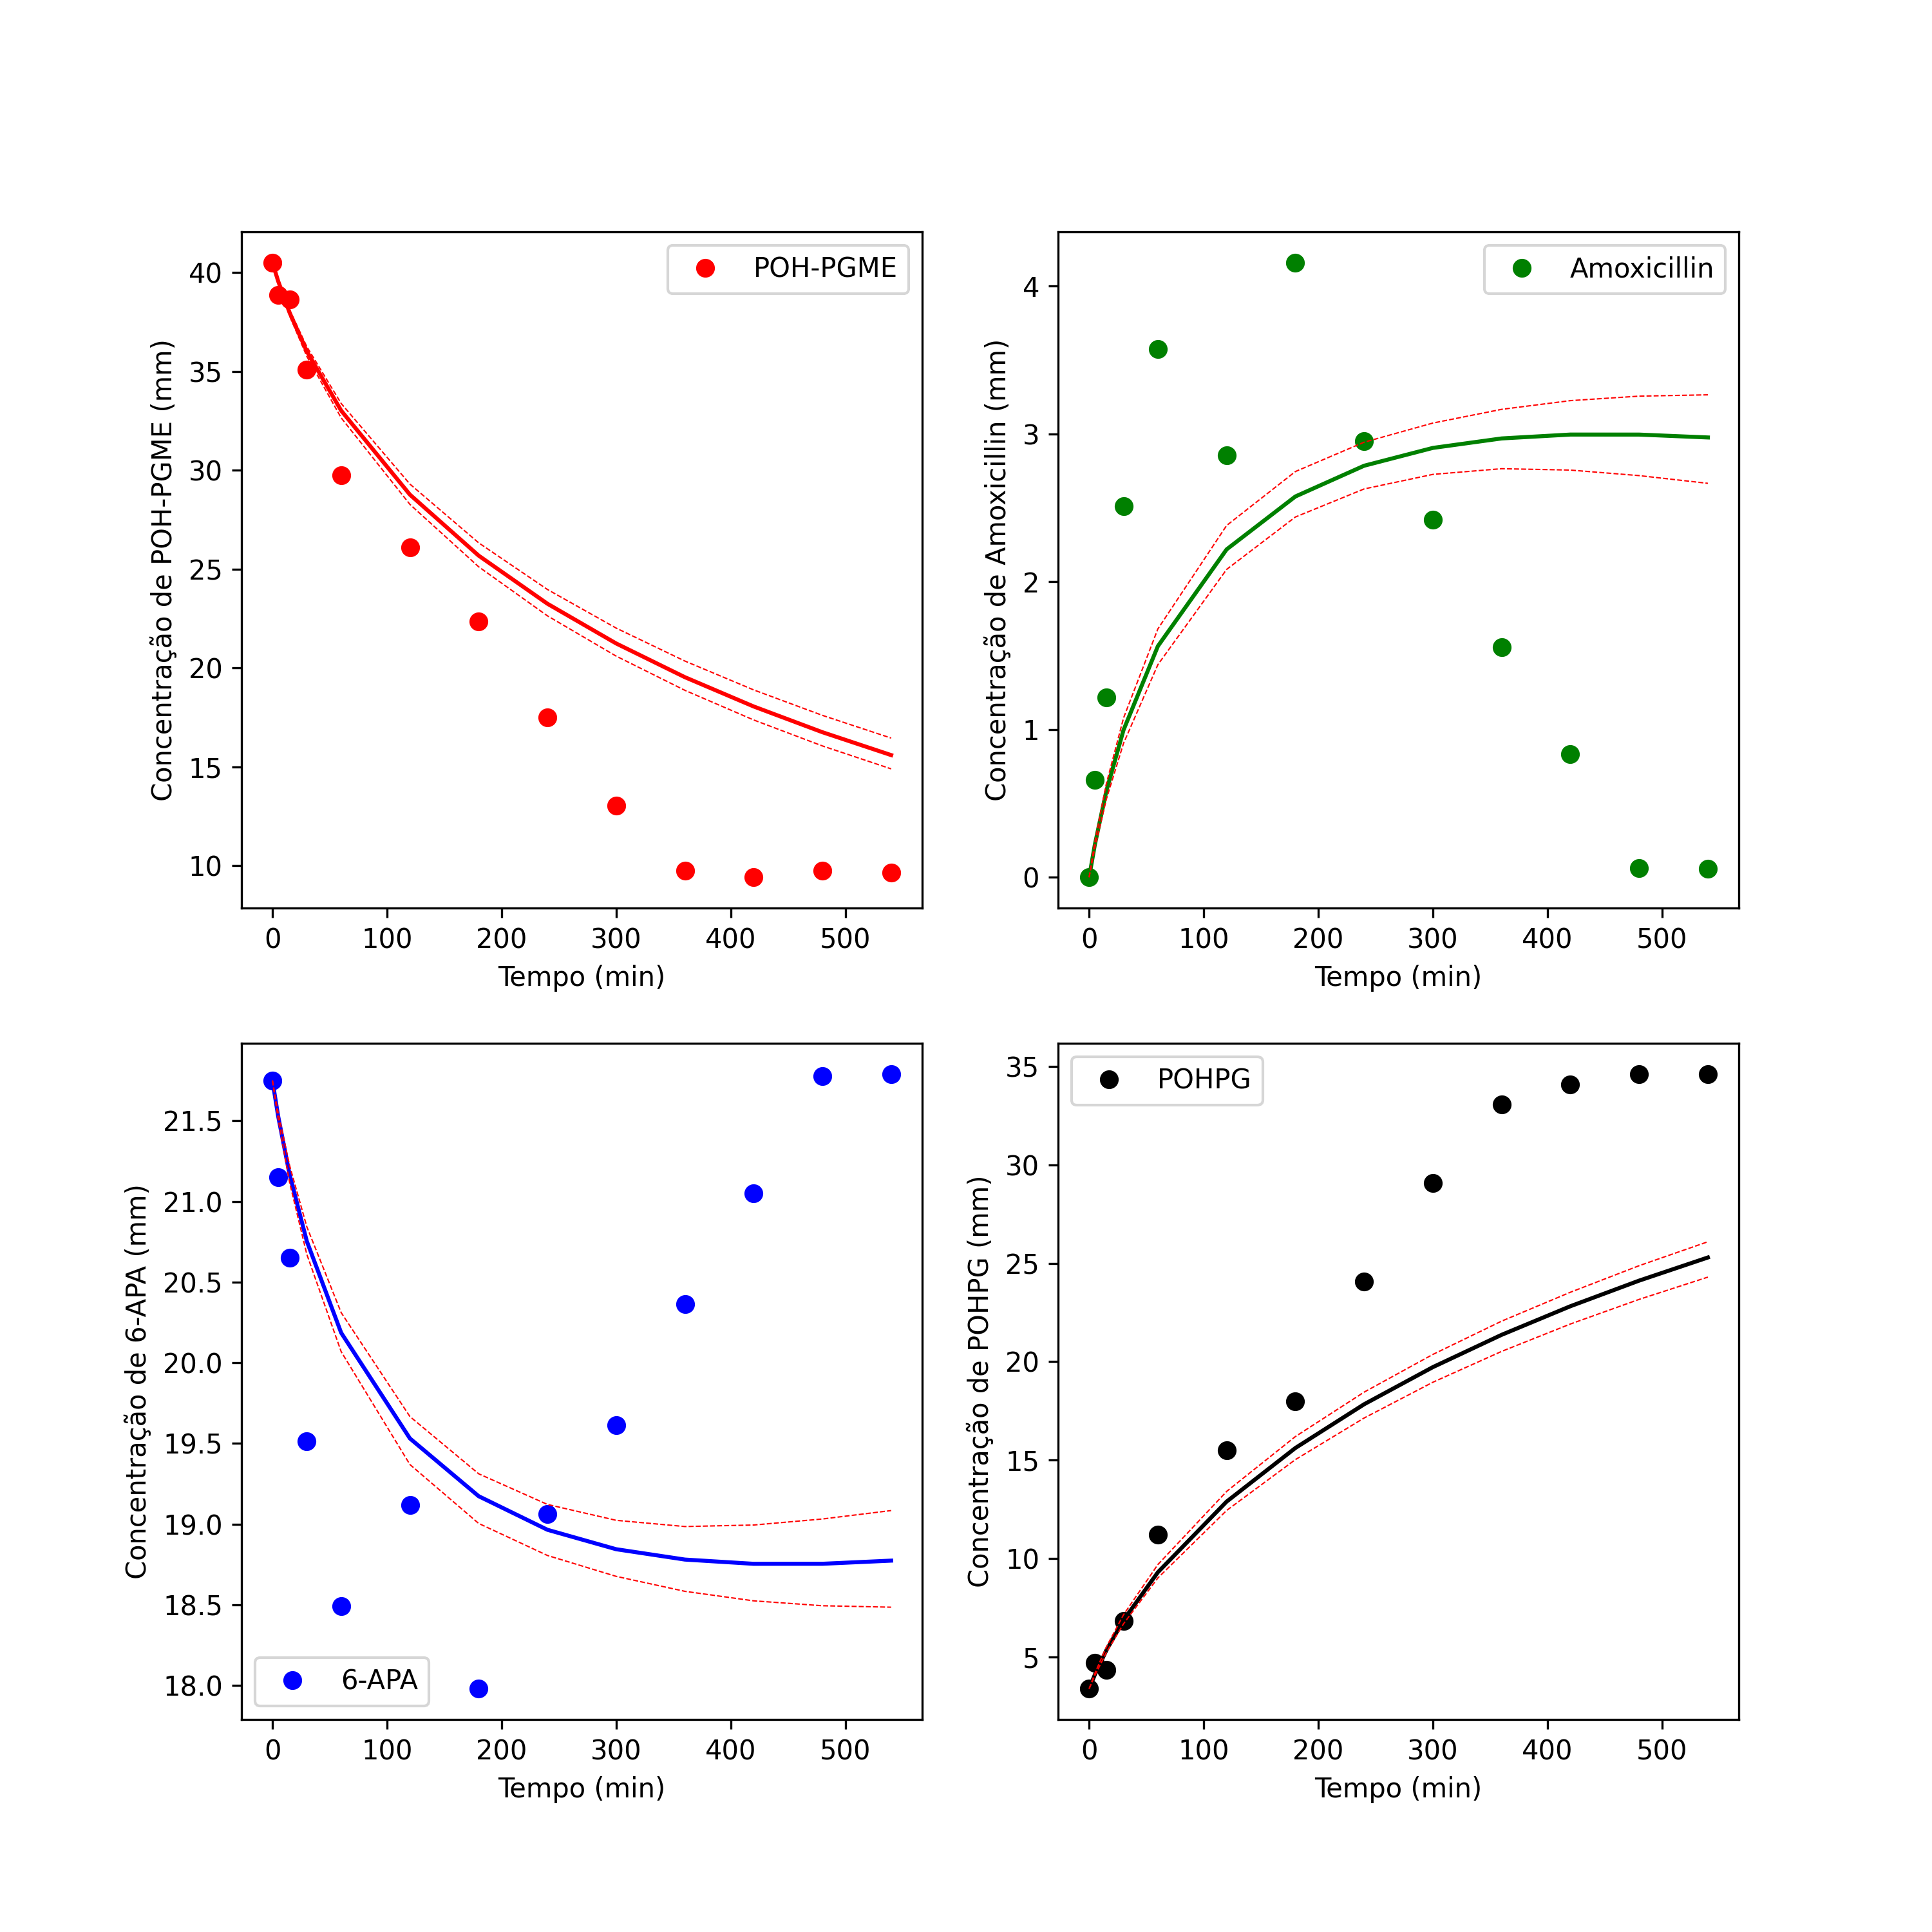 POH-PGME
Concentração de POH-PGME (mm)
40
35
30
25
20
15
10
0 100 200 300 400 500
Tempo (min)
Amoxicillin
Concentração de Amoxicillin (mm)
4
3
2
1
0
0 100 200 300 400 500
Tempo (min)
6-APA
Concentração de 6-APA (mm)
21.5
21.0
20.5
20.0
19.5
19.0
18.5
18.0
0 100 200 300 400 500
Tempo (min)
POHPG
Concentração de POHPG (mm)
35
30
25
20
15
10
5
0 100 200 300 400 500
Tempo (min)